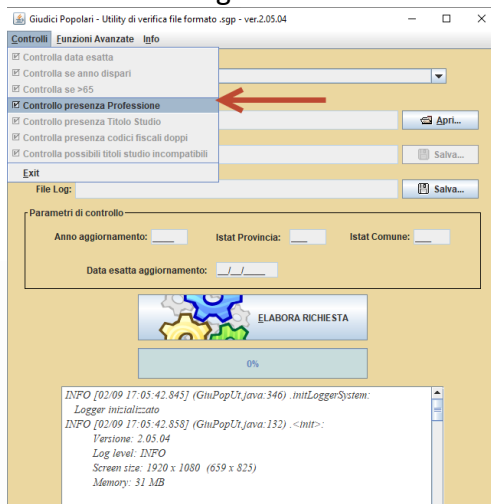 Giudici Popolari - Utility di verifica file formato .sgp - ver.2.05.04
Controlli Funzioni Avanzate Info
Controlla data esatta
Controlla se anno dispari
Controlla se >65
Controllo presenza Professione
Controllo presenza Titolo Studio
Apri...
Controlla presenza codici fiscali doppi
Controlla possibili titoli studio incompatibili
Salva...
Exit
File Log:
Salva...
Parametri di controllo
Anno aggiornamento: ____ Istat Provincia: ___ Istat Comune: ___
Data esatta aggiornamento: __/__/____
ELABORA RICHIESTA
0%
INFO [02/09 17:05:42.845] (GiuPopUt.java:346) .initLoggerSystem:
Logger inizializzato
INFO [02/09 17:05:42.858] (GiuPopUt.java:132) .<init>:
Versione: 2.05.04
Log level: INFO
Screen size: 1920 x 1080 (659 x 825)
Memory: 31 MB